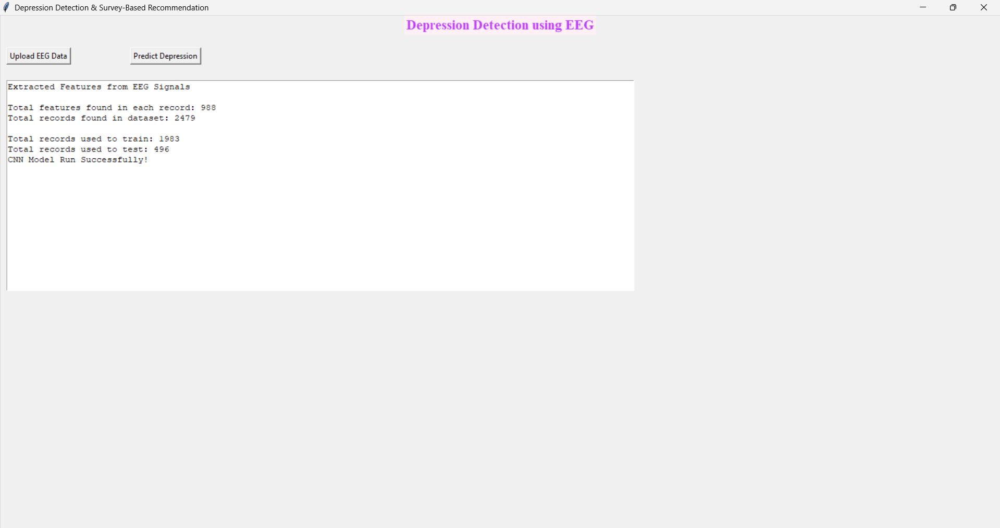 Depression Detection & Survey-Based Recommendation
Depression Detection using EEG
Upload EEG Data
Predict Depression
Extracted Features from EEG Signals
Total features found in each record: 988
Total records found in dataset: 2479
Total records used to train: 1983
Total records used to test: 496
CNN Model Run Successfully!